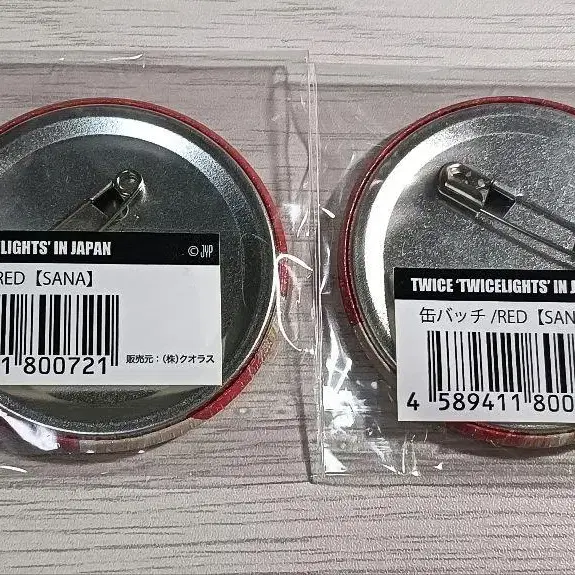 LIGHTS' IN JAPAN
© JYP
RED【SANA】
1 800721
販売元：（株）クオラス
TWICE 'TWICELIGHTS' IN J
缶バッチ /RED【SAN
4 589411 800